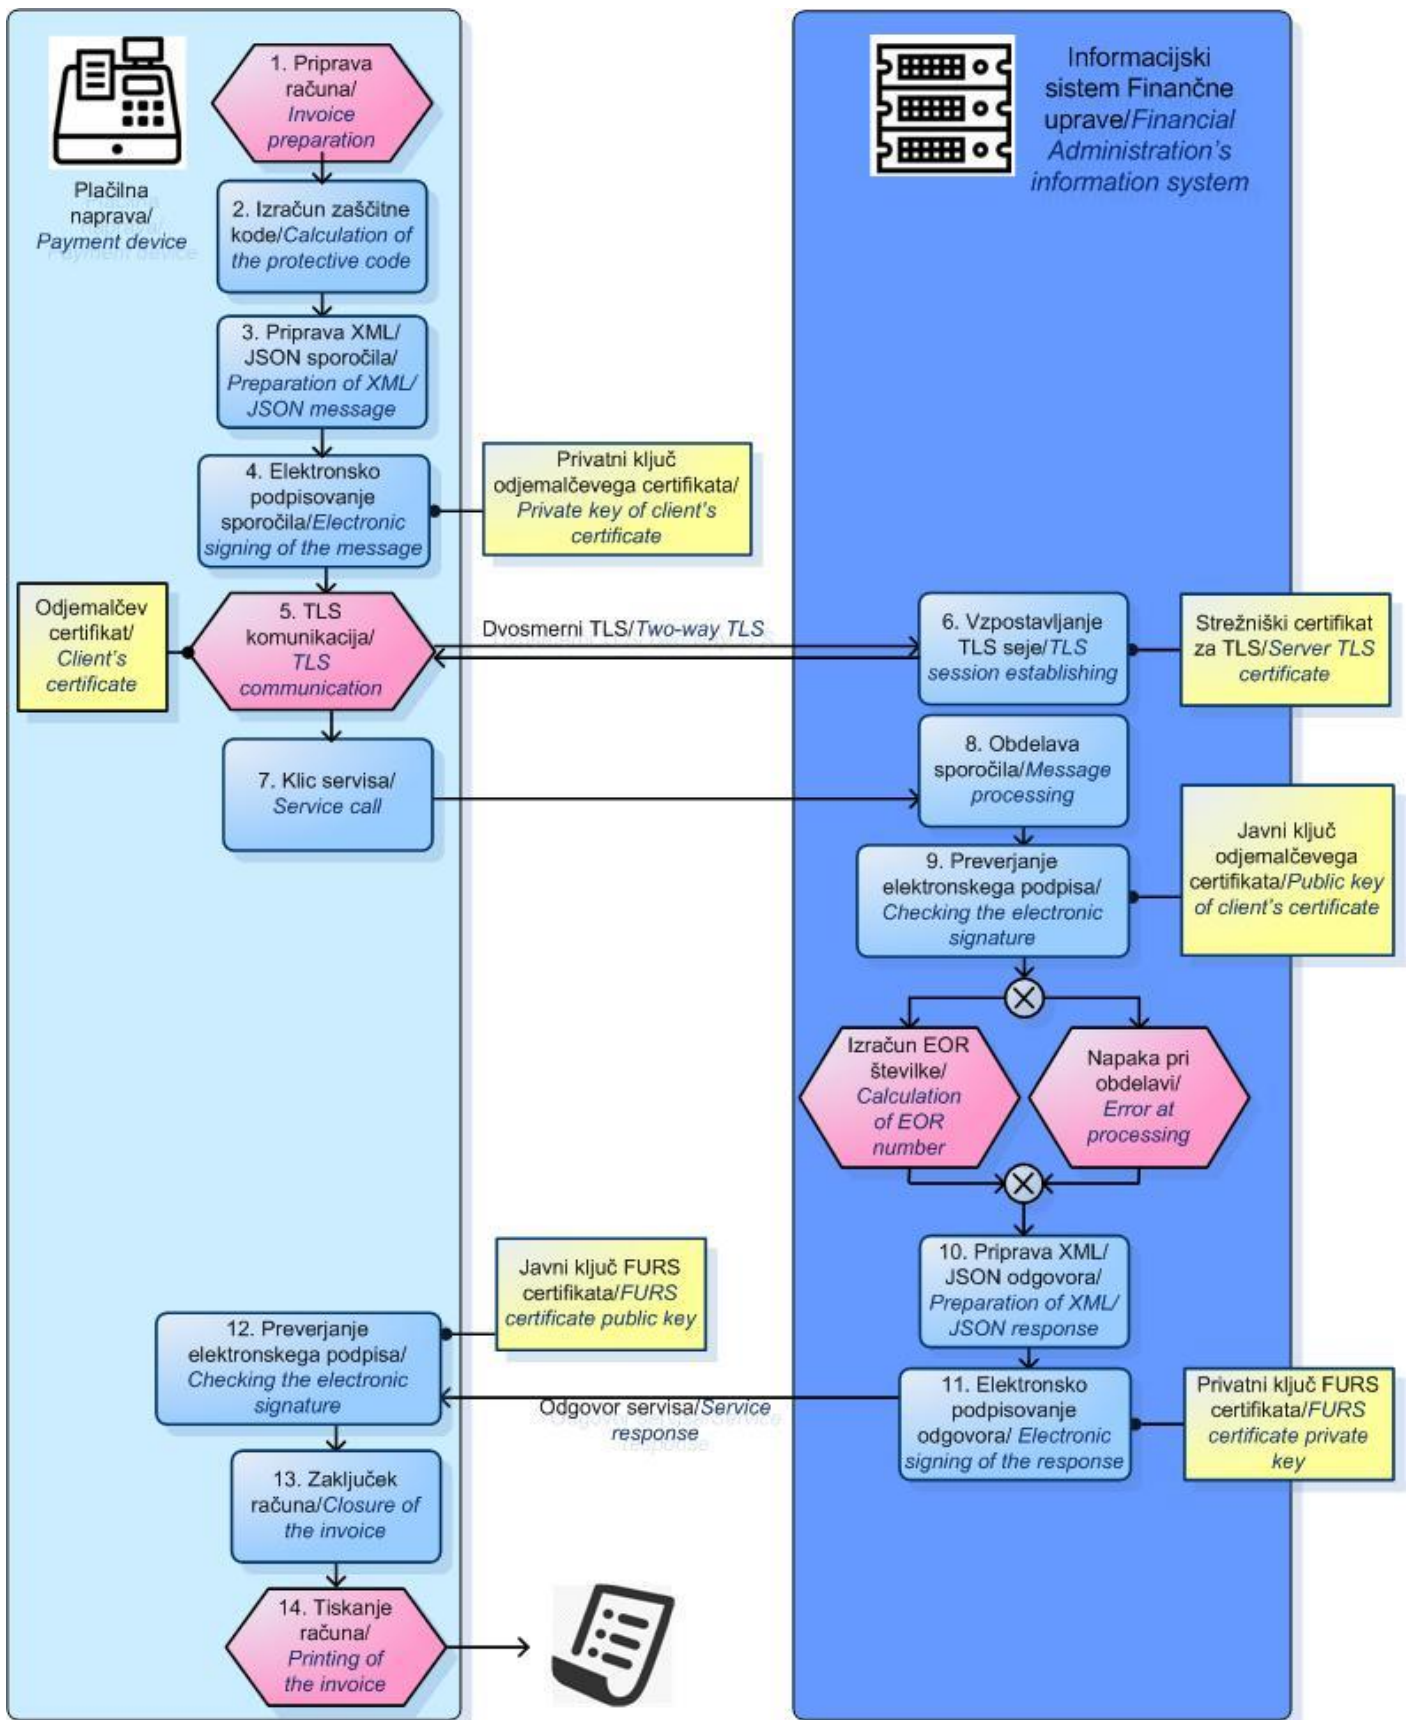 1. Priprava
računa/
Invoice
preparation
Plačilna
naprava/
Payment device
Informacijski
sistem Finančne
uprave/Financial
Administration's
information system
2. Izračun zaščitne
kode/Calculation of
the protective code
3. Priprava XML/
JSON sporočila/
Preparation of XML/
JSON message
4. Elektronsko
podpisovanje
sporočila/Electronic
signing of the message
Privatni ključ
odjemalčevega certifikata/
Private key of client's
certificate
Odjemalčev
certifikat/
Client's
certificate
5. TLS
komunikacija/
TLS
communication
Dvosmerni TLS/Two-way TLS
6. Vzpostavljanje
TLS seje/TLS
session establishing
Strežniški certifikat
za TLS/Server TLS
certificate
7. Klic servisa/
Service call
8. Obdelava
sporočila/Message
processing
9. Preverjanje
elektronskega podpisa/
Checking the electronic
signature
Javni ključ
odjemalčevega
certifikata/Public key
of client's certificate
Izračun EOR
številke/
Calculation
of EOR
number
Napaka pri
obdelavi/
Error at
processing
10. Priprava XML/
JSON odgovora/
Preparation of XML/
JSON response
Javni ključ FURS
certifikata/FURS
certificate public key
12. Preverjanje
elektronskega podpisa/
Checking the electronic
signature
Odgovor servisa/Service
response
11. Elektronsko
podpisovanje
odgovora/ Electronic
signing of the response
Privatni ključ FURS
certifikata/FURS
certificate private
key
13. Zaključek
računa/Closure of
the invoice
14. Tiskanje
računa/
Printing of
the invoice